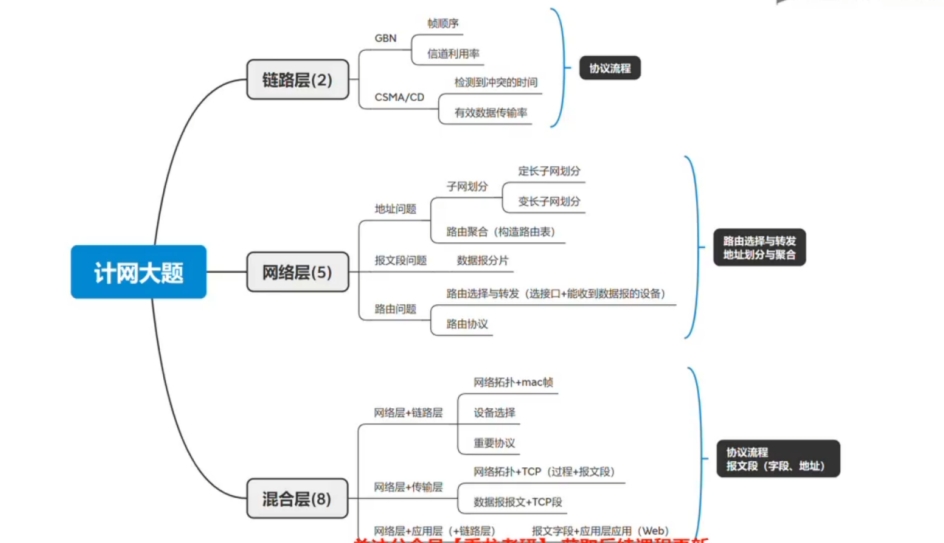 计网大题
链路层(2)
GBN
帧顺序
信道利用率
CSMA/CD
检测到冲突的时间
有效数据传输率
协议流程
网络层(5)
地址问题
子网划分
定长子网划分
变长子网划分
路由聚合（构造路由表）
报文段问题
数据报分片
路由问题
路由选择与转发（选接口+能收到数据报的设备）
路由协议
路由选择与转发
地址划分与聚合
混合层(8)
网络层+链路层
网络拓扑+mac帧
设备选择
重要协议
网络层+传输层
网络拓扑+TCP（过程+报文段）
数据报报文+TCP段
网络层+应用层（+链路层）
报文字段+应用层应用（Web）
协议流程
报文段（字段、地址）